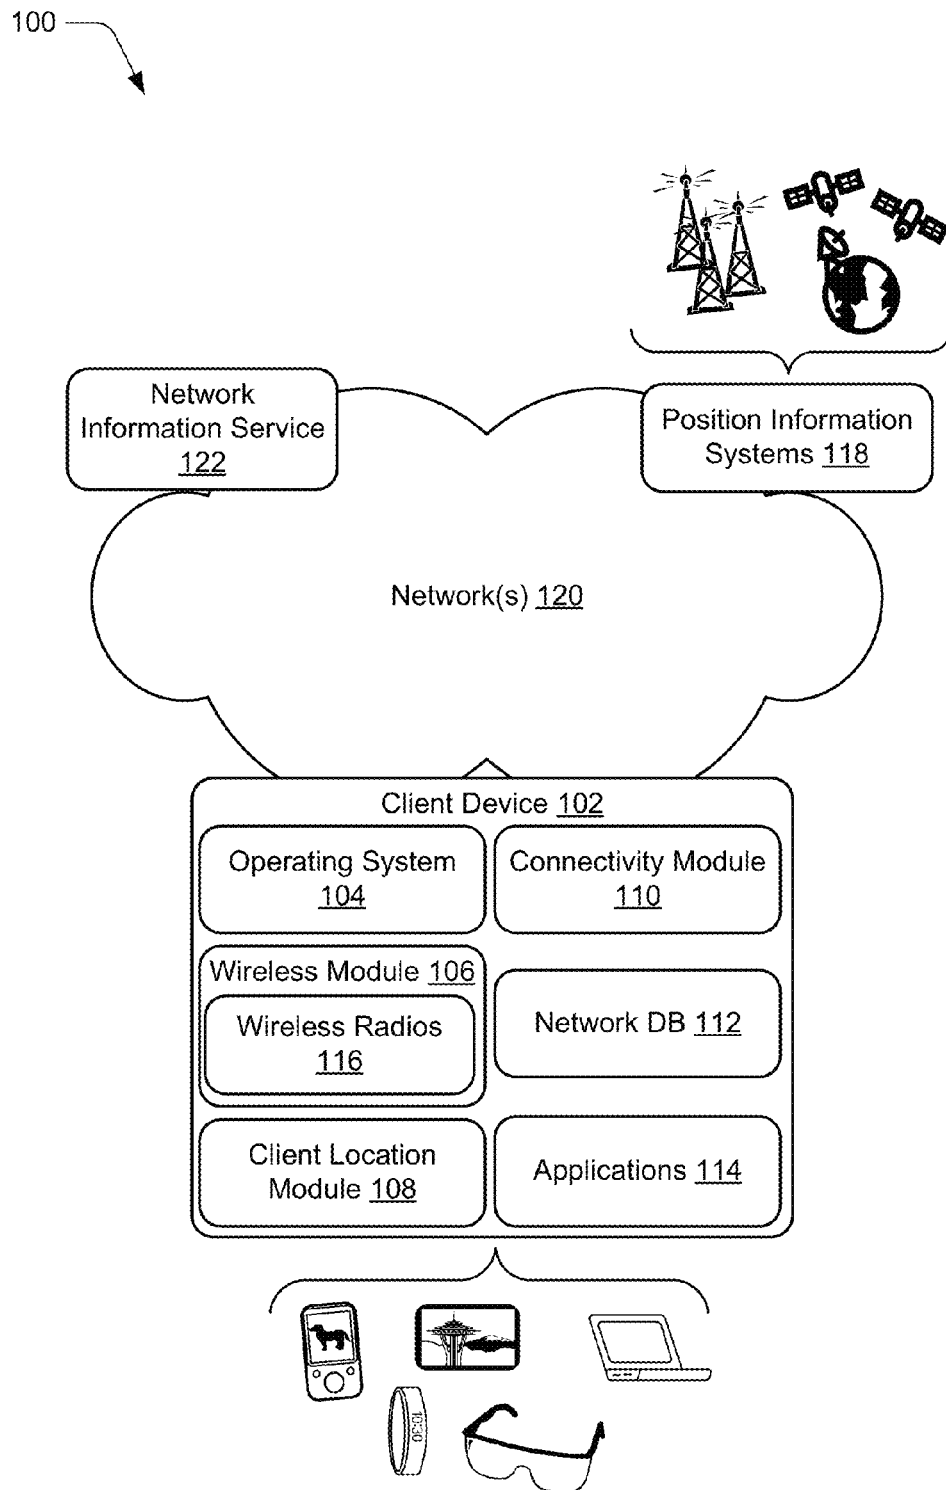 100
Network
Information Service
122
Position Information
Systems 118
Network(s) 120
Client Device 102
Operating System
104
Connectivity Module
110
Wireless Module 106
Wireless Radios
116
Network DB 112
Client Location
Module 108
Applications 114
10:30